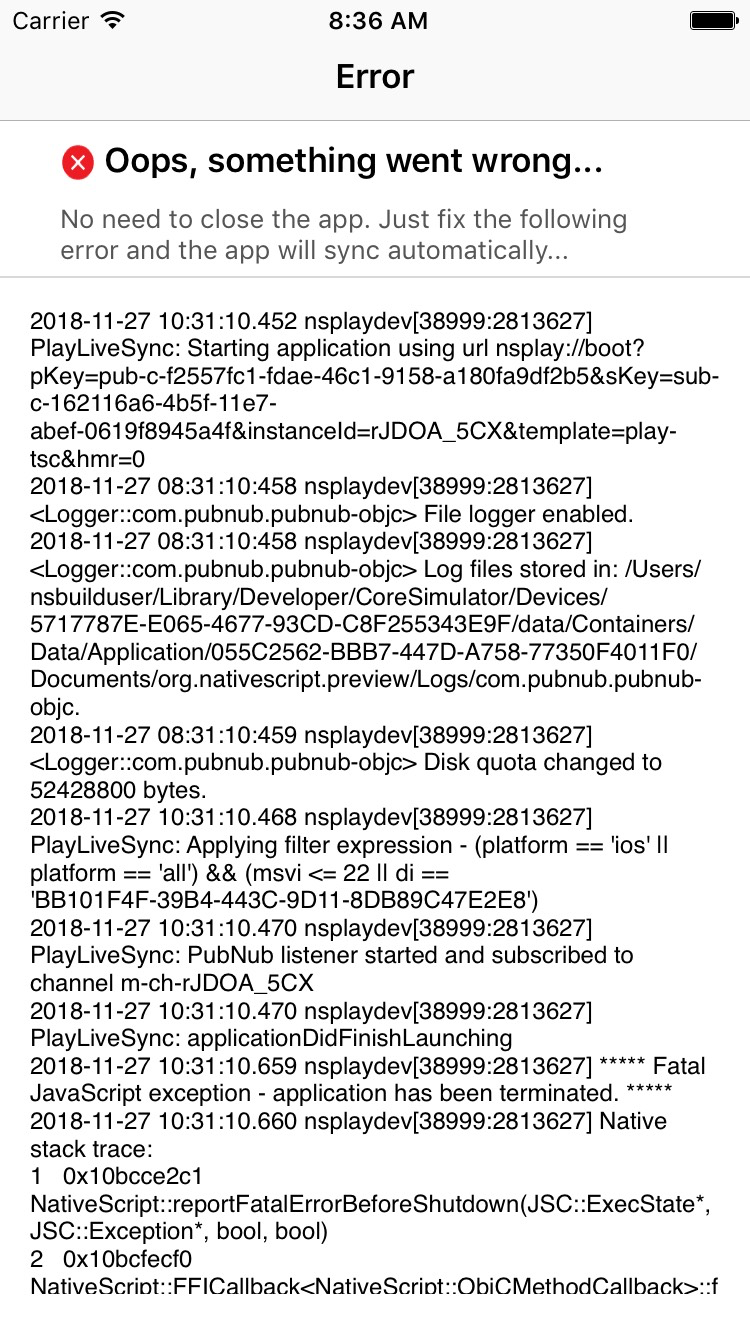 Carrier 8:36 AM
Error
Oops, something went wrong...
No need to close the app. Just fix the following
error and the app will sync automatically...
2018-11-27 10:31:10.452 nsplaydev[38999:2813627]
PlayLiveSync: Starting application using url nsplay://boot?
pKey=pub-c-f2557fc1-fdae-46c1-9158-a180fa9df2b5&sKey=sub-
c-162116a6-4b5f-11e7-
abef-0619f8945a4f&instanceId=rJDOA_5CX&template=play-
tsc&hmr=0
2018-11-27 08:31:10:458 nsplaydev[38999:2813627]
<Logger::com.pubnub.pubnub-objc> File logger enabled.
2018-11-27 08:31:10:458 nsplaydev[38999:2813627]
<Logger::com.pubnub.pubnub-objc> Log files stored in: /Users/
nsbuilduser/Library/Developer/CoreSimulator/Devices/
5717787E-E065-4677-93CD-C8F255343E9F/data/Containers/
Data/Application/055C2562-BBB7-447D-A758-77350F4011F0/
Documents/org.nativescript.preview/Logs/com.pubnub.pubnub-
objc.
2018-11-27 08:31:10:459 nsplaydev[38999:2813627]
<Logger::com.pubnub.pubnub-objc> Disk quota changed to
52428800 bytes.
2018-11-27 10:31:10.468 nsplaydev[38999:2813627]
PlayLiveSync: Applying filter expression - (platform == 'ios' ||
platform == 'all') && (msvi <= 22 || di ==
'BB101F4F-39B4-443C-9D11-8DB89C47E2E8')
2018-11-27 10:31:10.470 nsplaydev[38999:2813627]
PlayLiveSync: PubNub listener started and subscribed to
channel m-ch-rJDOA_5CX
2018-11-27 10:31:10.470 nsplaydev[38999:2813627]
PlayLiveSync: applicationDidFinishLaunching
2018-11-27 10:31:10.659 nsplaydev[38999:2813627] ***** Fatal
JavaScript exception - application has been terminated. *****
2018-11-27 10:31:10.660 nsplaydev[38999:2813627] Native
stack trace:
1 0x10bcce2c1
NativeScript::reportFatalErrorBeforeShutdown(JSC::ExecState*,
JSC::Exception*, bool, bool)
2 0x10bcfecf0
NativeScript::FFICallback<NativeScript::ObjCMethodCallback>::f